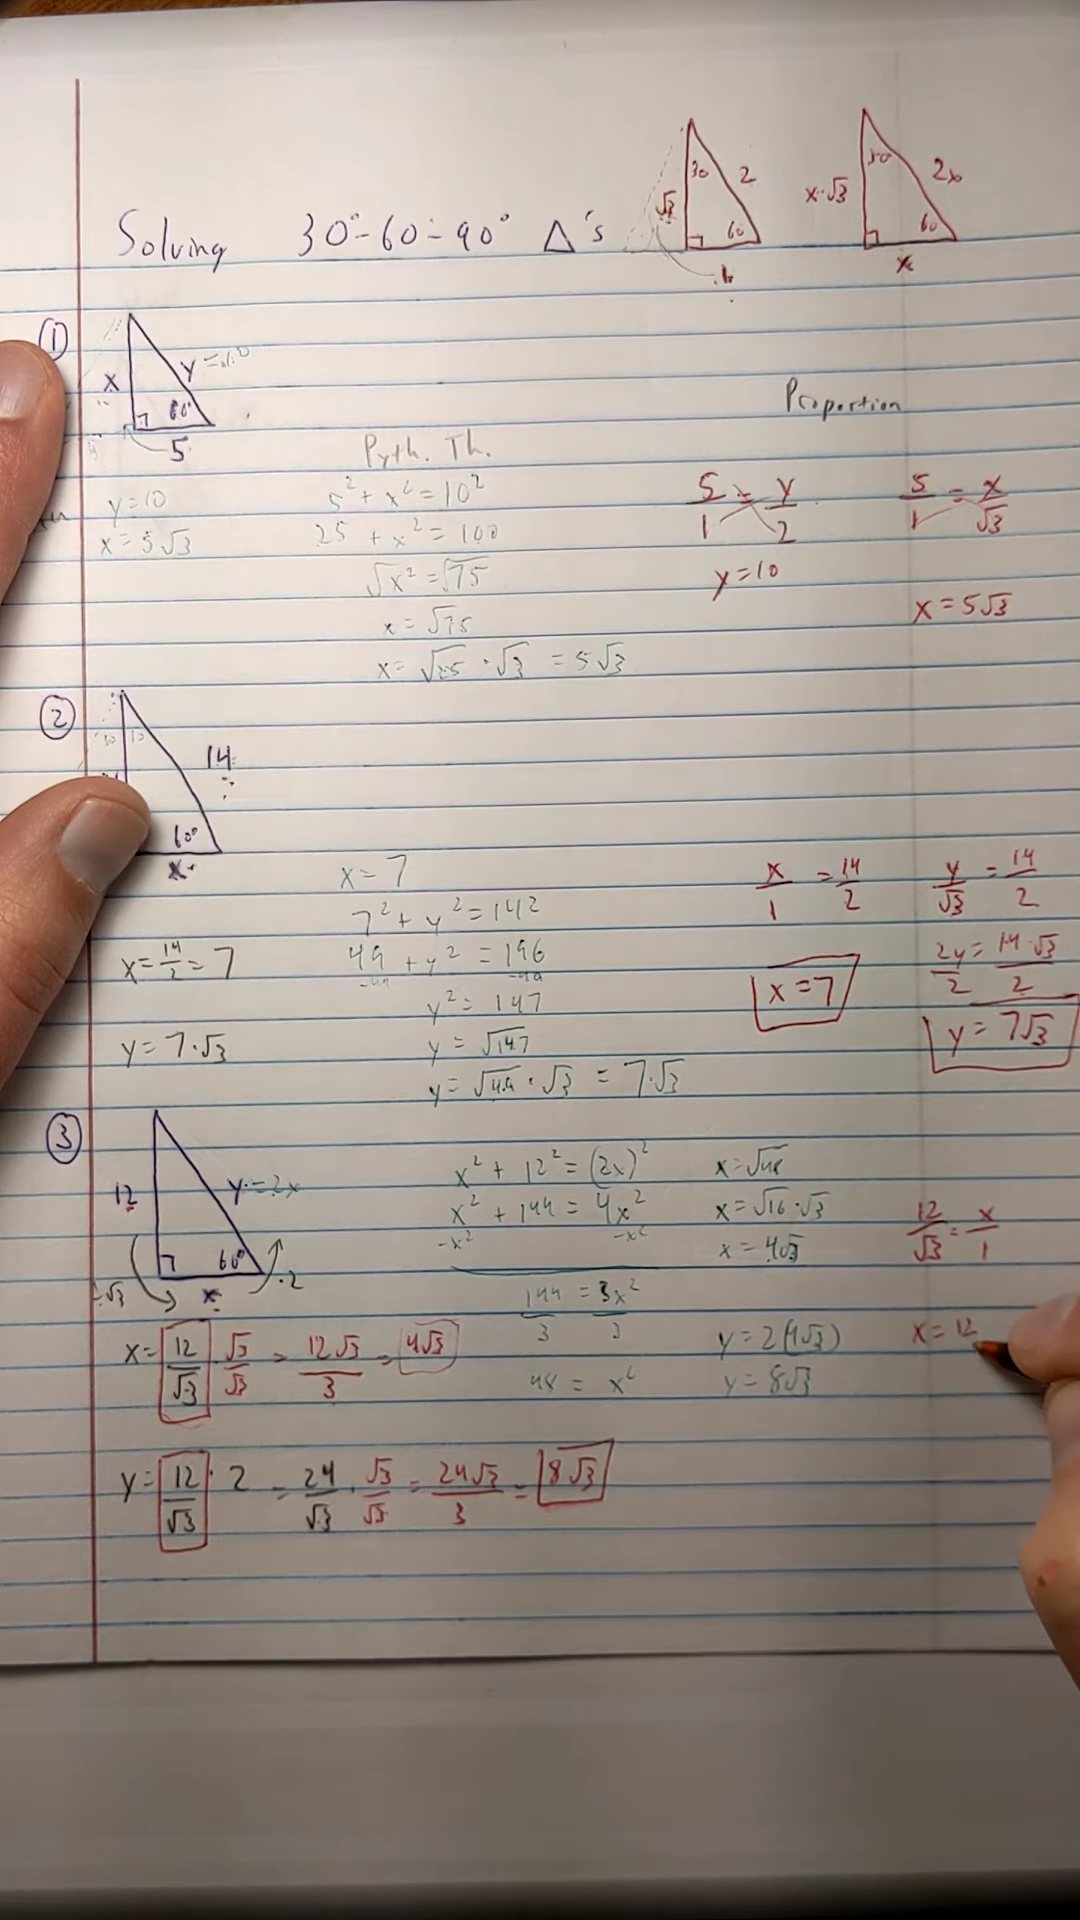 Solving 30°-60°-90° Δ's
30 2 √3 60
30 2x x·√3 60 x
①
x y = 60° 5
Proportion
Pyth. Th.
y=10
x=5√3
5²+x²=10²
25+x²=100
√x²=√75
x=√75
x=√25·√3=5√3
5/1=y/2
y=10
5/1=x/√3
x=5√3
②
14 60° x
x=14/2=7
y=7·√3
x=7
7²+y²=142
49+y²=196
-49 -49
y²=147
y=√147
y=√49·√3=7·√3
x/1=14/2
x=7
y/√3=14/2
2y/2=14·√3/2
y=7√3
③
12 y=2x 60° ÷√3 x ·2
x=12/√3·√3/√3=12√3/3=4√3
y=12/√3·2=24/√3·√3/√3=24√3/3=8√3
x²+12²=(2x)²
x²+144=4x²
-x² -x²
144/3=3x²/3
48=x²
x=√48
x=√16·√3
x=4√3
y=2(4√3)
y=8√3
12/√3=x/1
x=12